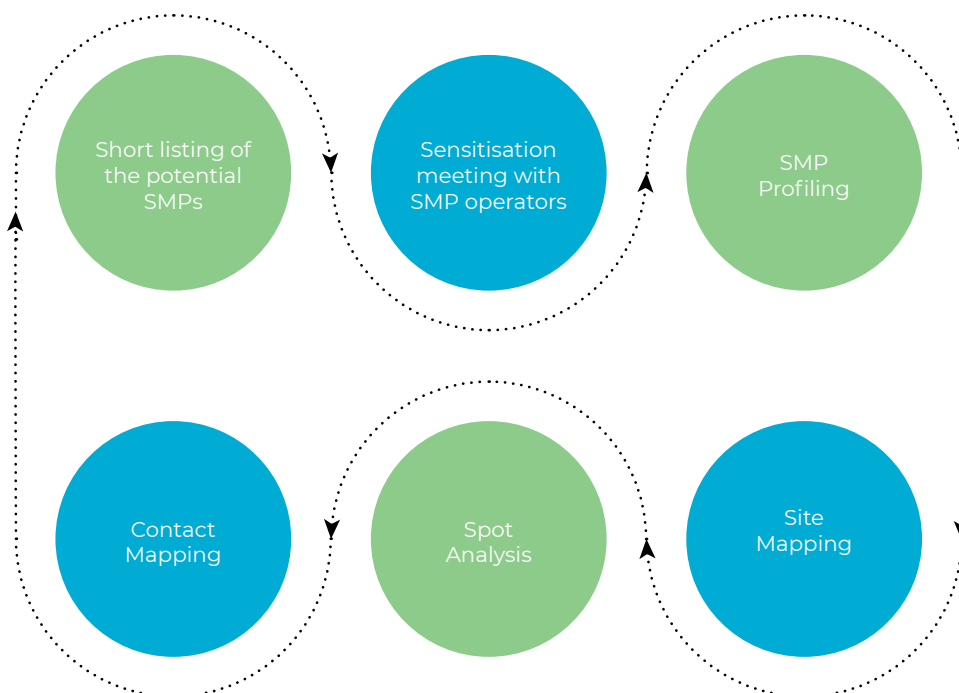 Short listing of
the potential
SMPs
Sensitisation
meeting with
SMP operators
SMP
Profiling
Contact
Mapping
Spot
Analysis
Site
Mapping